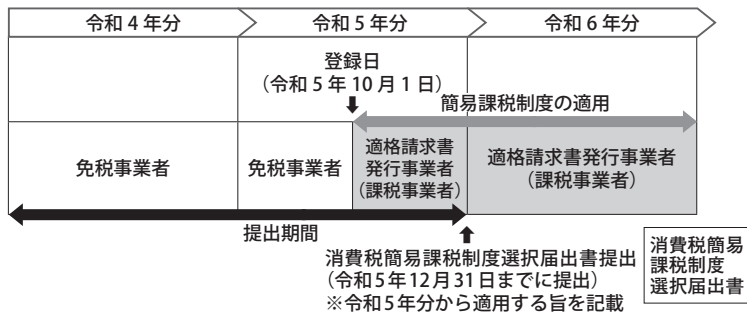 令和4年分
令和5年分
令和6年分
登録日
（令和5年10月1日）
簡易課税制度の適用
免税事業者
免税事業者
適格請求書
発行事業者
（課税事業者）
適格請求書発行事業者
（課税事業者）
提出期間
消費税簡易課税制度選択届出書提出
（令和5年12月31日までに提出）
※令和5年分から適用する旨を記載
消費税簡易
課税制度
選択届出書